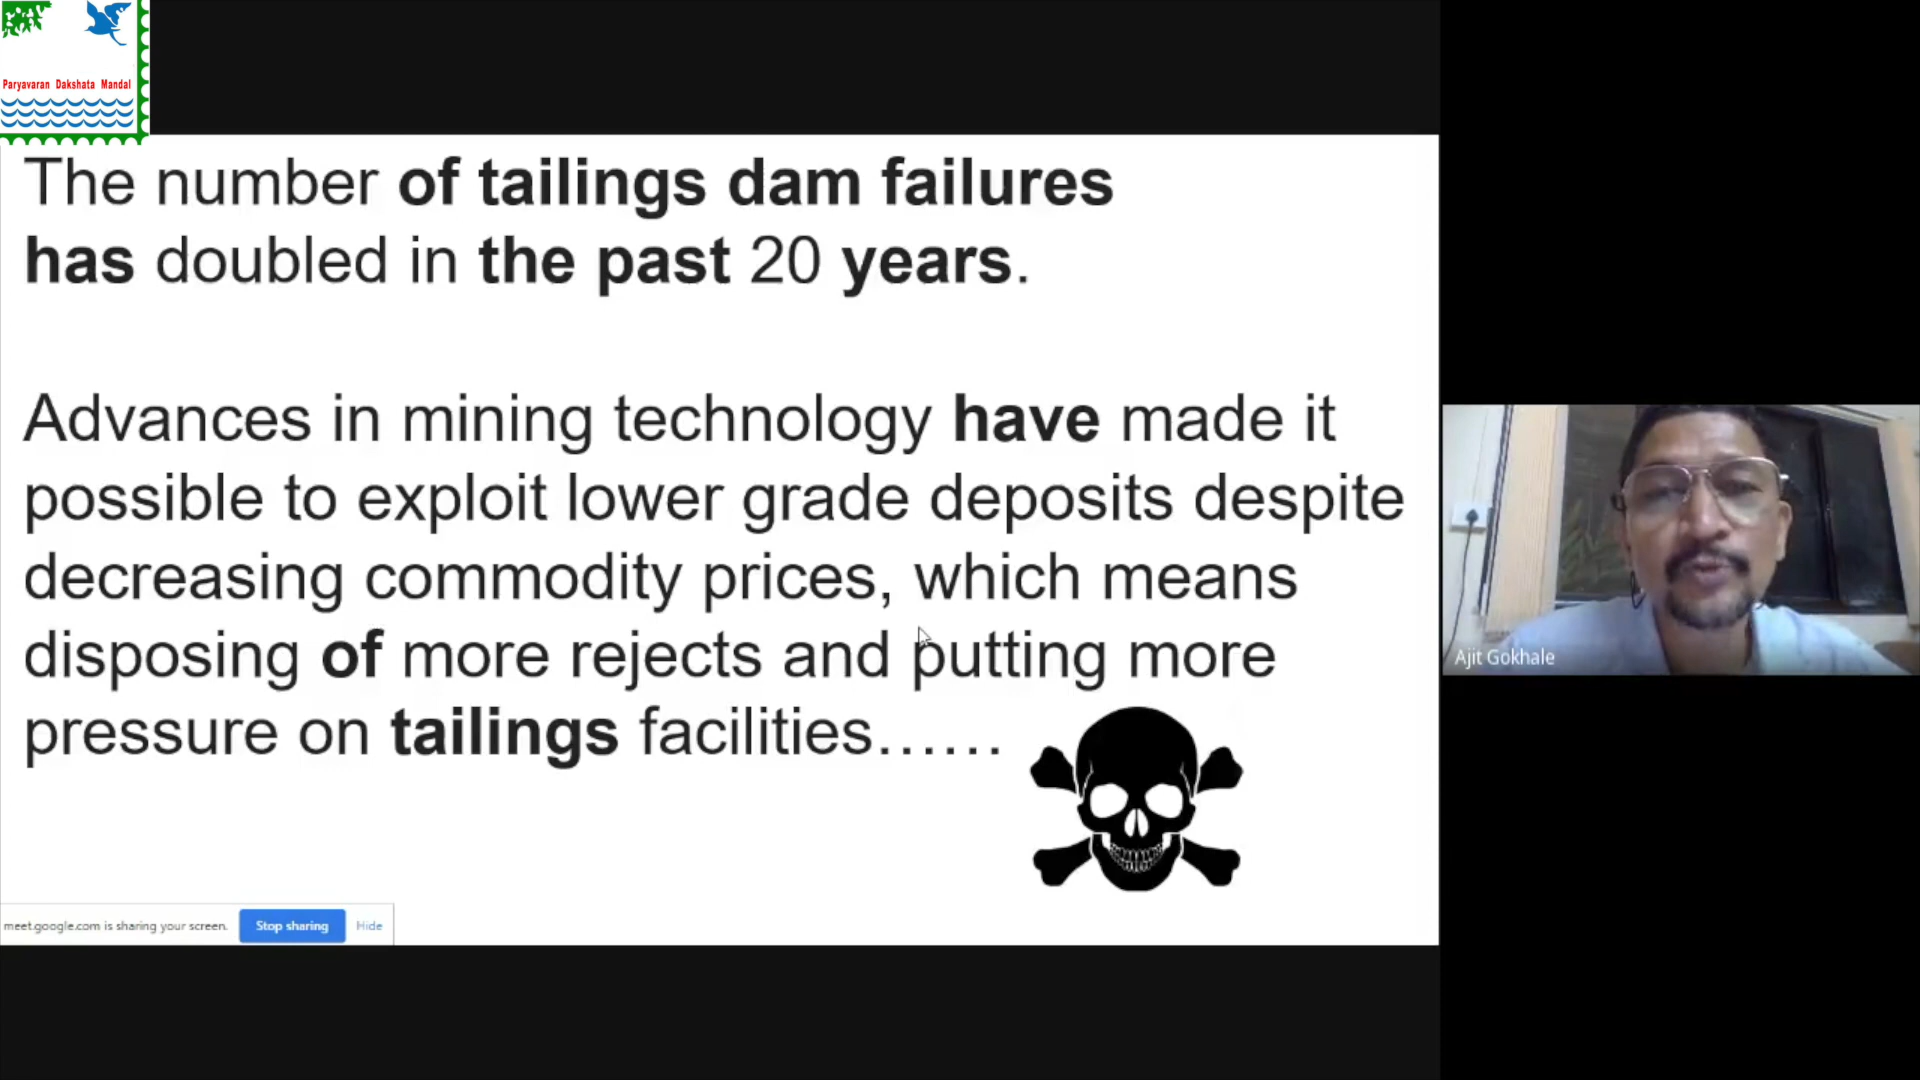 Paryavaran Dakshata Mandal
The number of tailings dam failures
has doubled in the past 20 years.
Advances in mining technology have made it
possible to exploit lower grade deposits despite
decreasing commodity prices, which means
disposing of more rejects and putting more
pressure on tailings facilities......
Ajit Gokhale
meet.google.com is sharing your screen. Stop sharing Hide